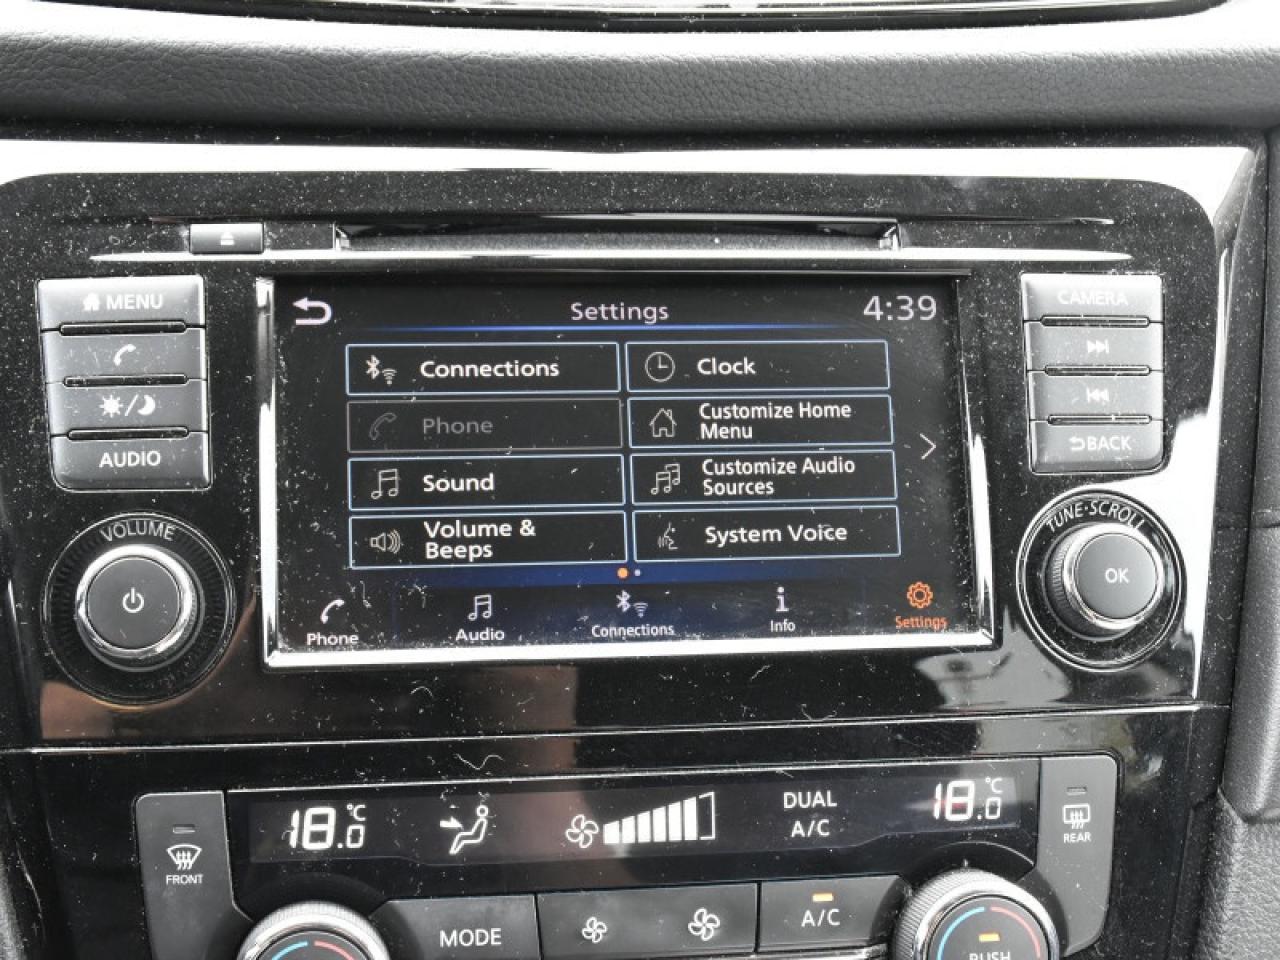 MENU
AUDIO
VOLUME
Settings
4:39
Connections
Clock
Phone
Customize Home
Menu
Sound
Customize Audio
Sources
Volume &
Beeps
System Voice
Phone
Audio
Connections
Info
Settings
CAMERA
BACK
TUNE·SCROLL
OK
18.0°C
DUAL
A/C
18.0°C
FRONT
REAR
MODE
A/C
PUSH